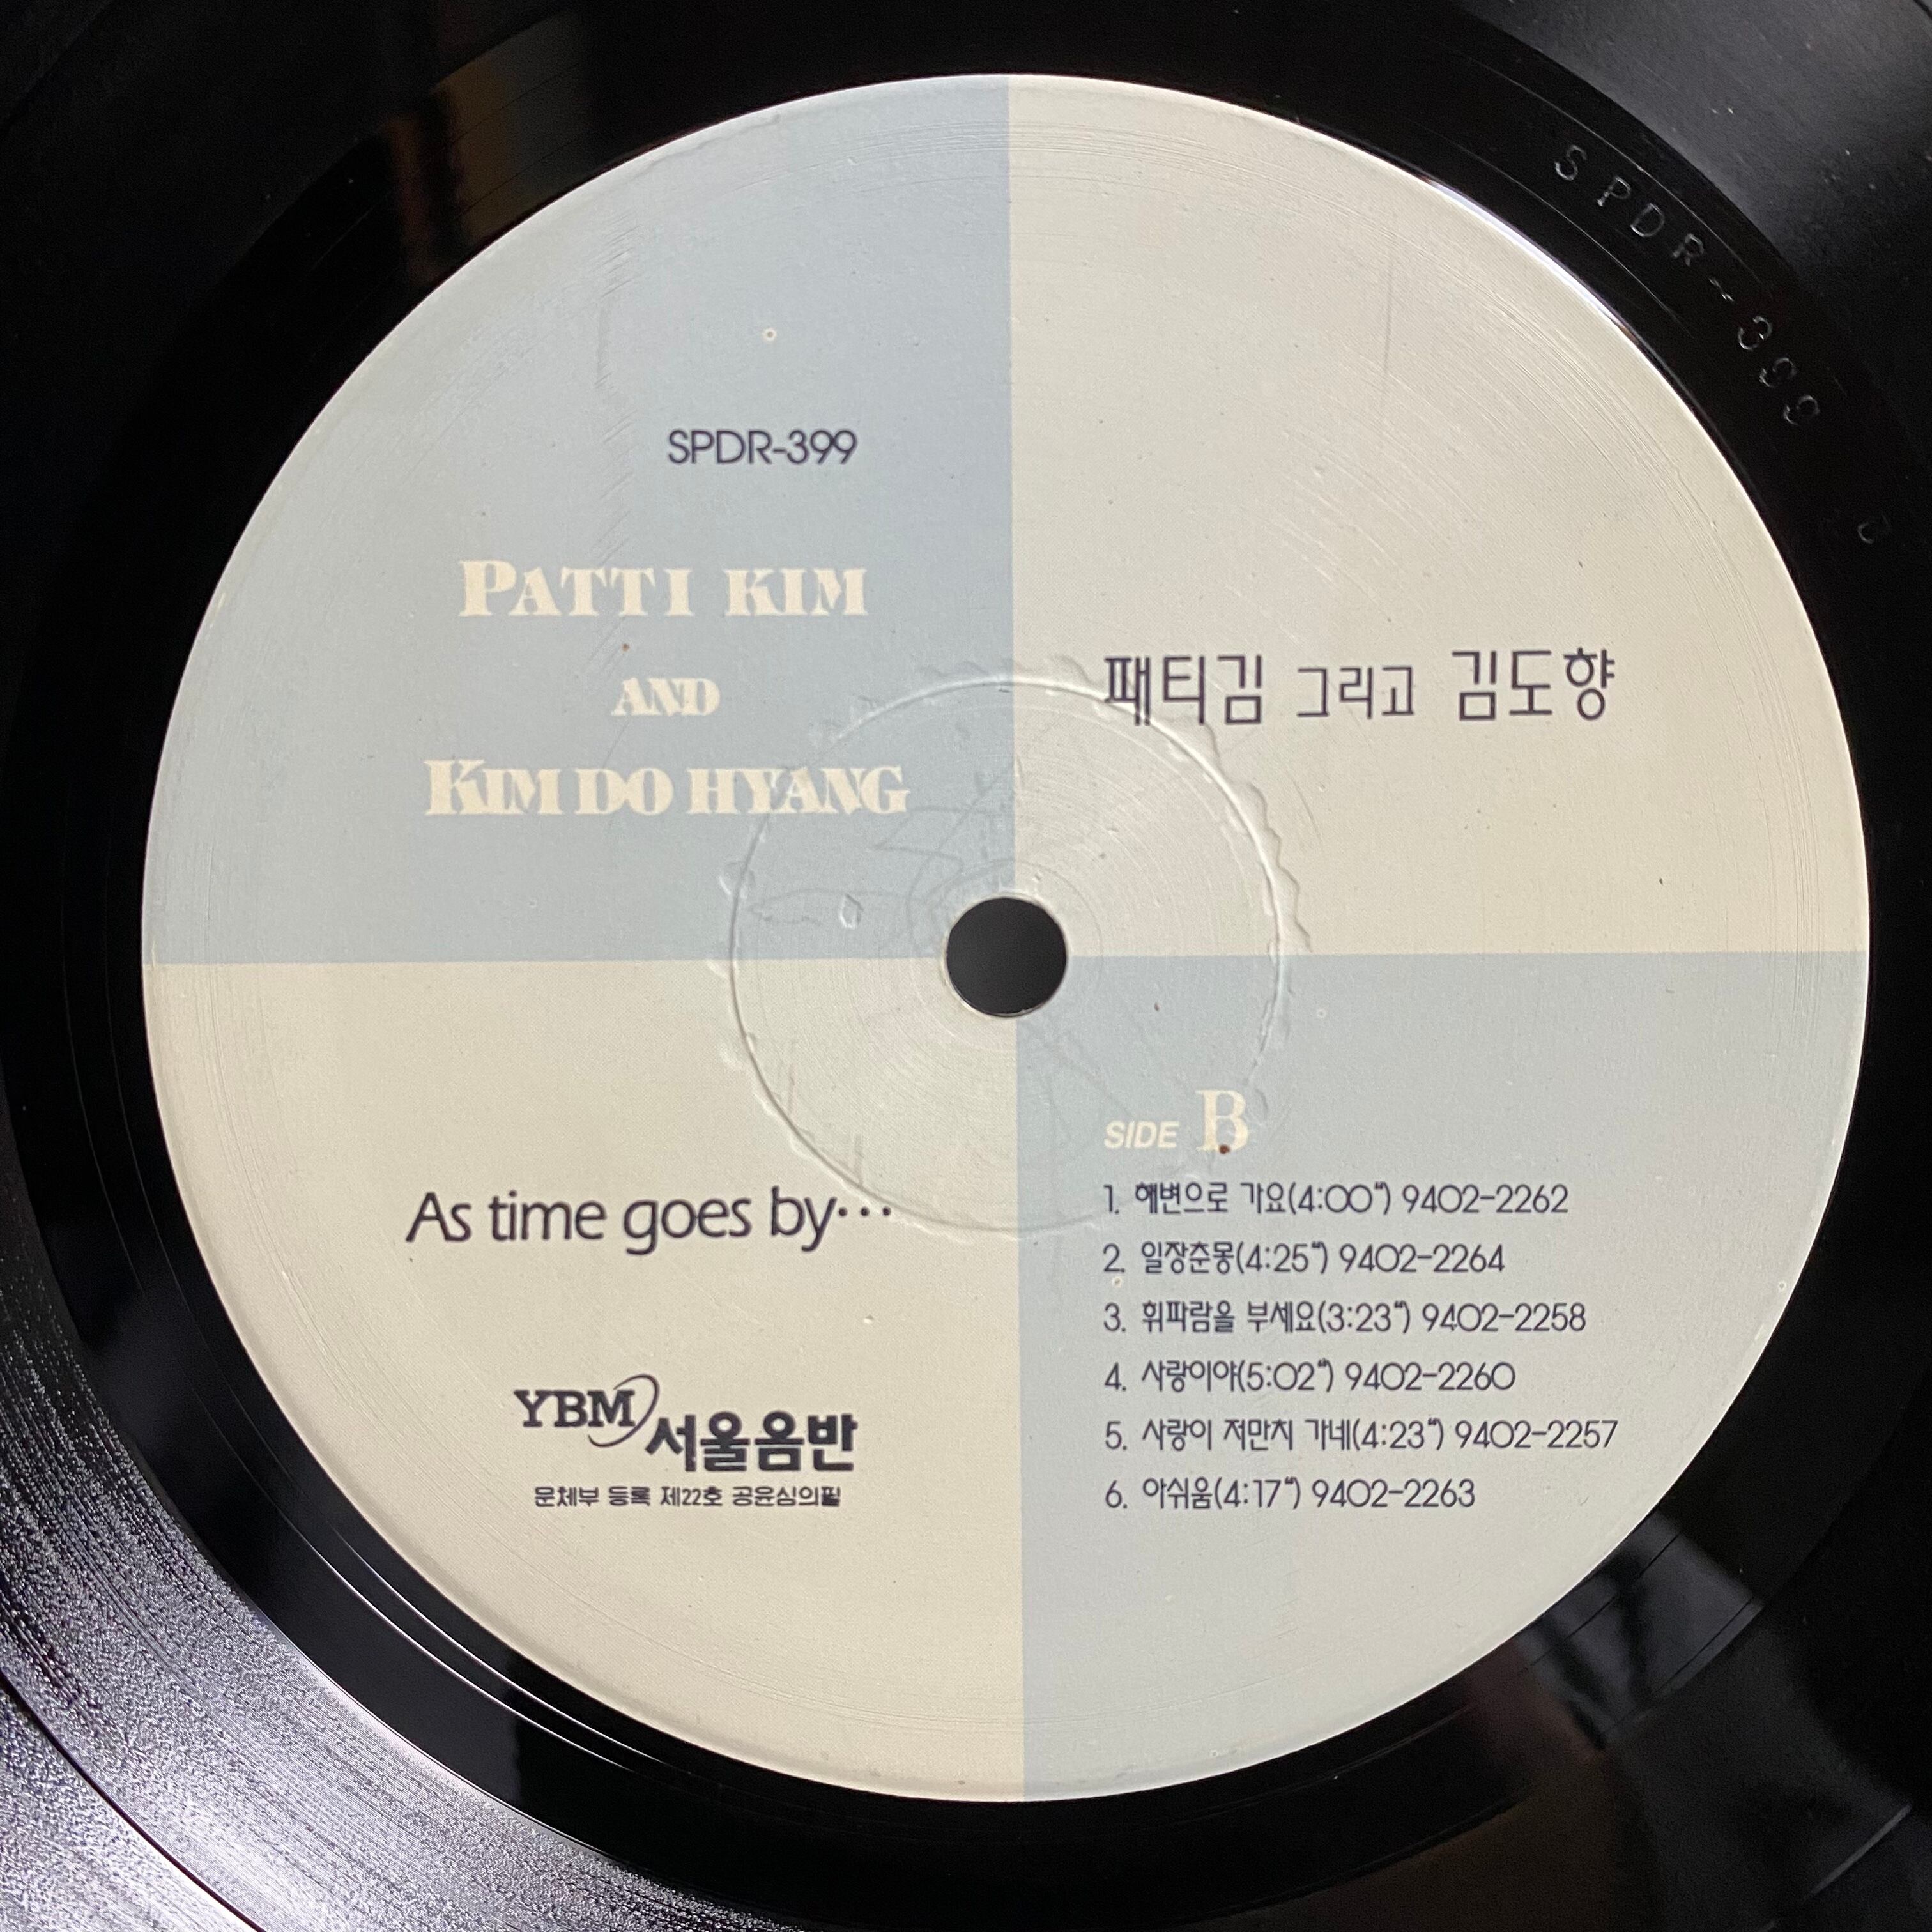 SPDR-399
SPDR-399
PATTI KIM
AND
KIM DO HYANG
패티김 그리고 김도향
As time goes by···
YBM 서울음반
문체부 등록 제22호 공윤심의필
SIDE B
1. 해변으로 가요(4:00") 9402-2262
2. 일장춘몽(4:25") 9402-2264
3. 휘파람을 부세요(3:23") 9402-2258
4. 사랑이야(5:02") 9402-2260
5. 사랑이 저만치 가네(4:23") 9402-2257
6. 아쉬움(4:17") 9402-2263